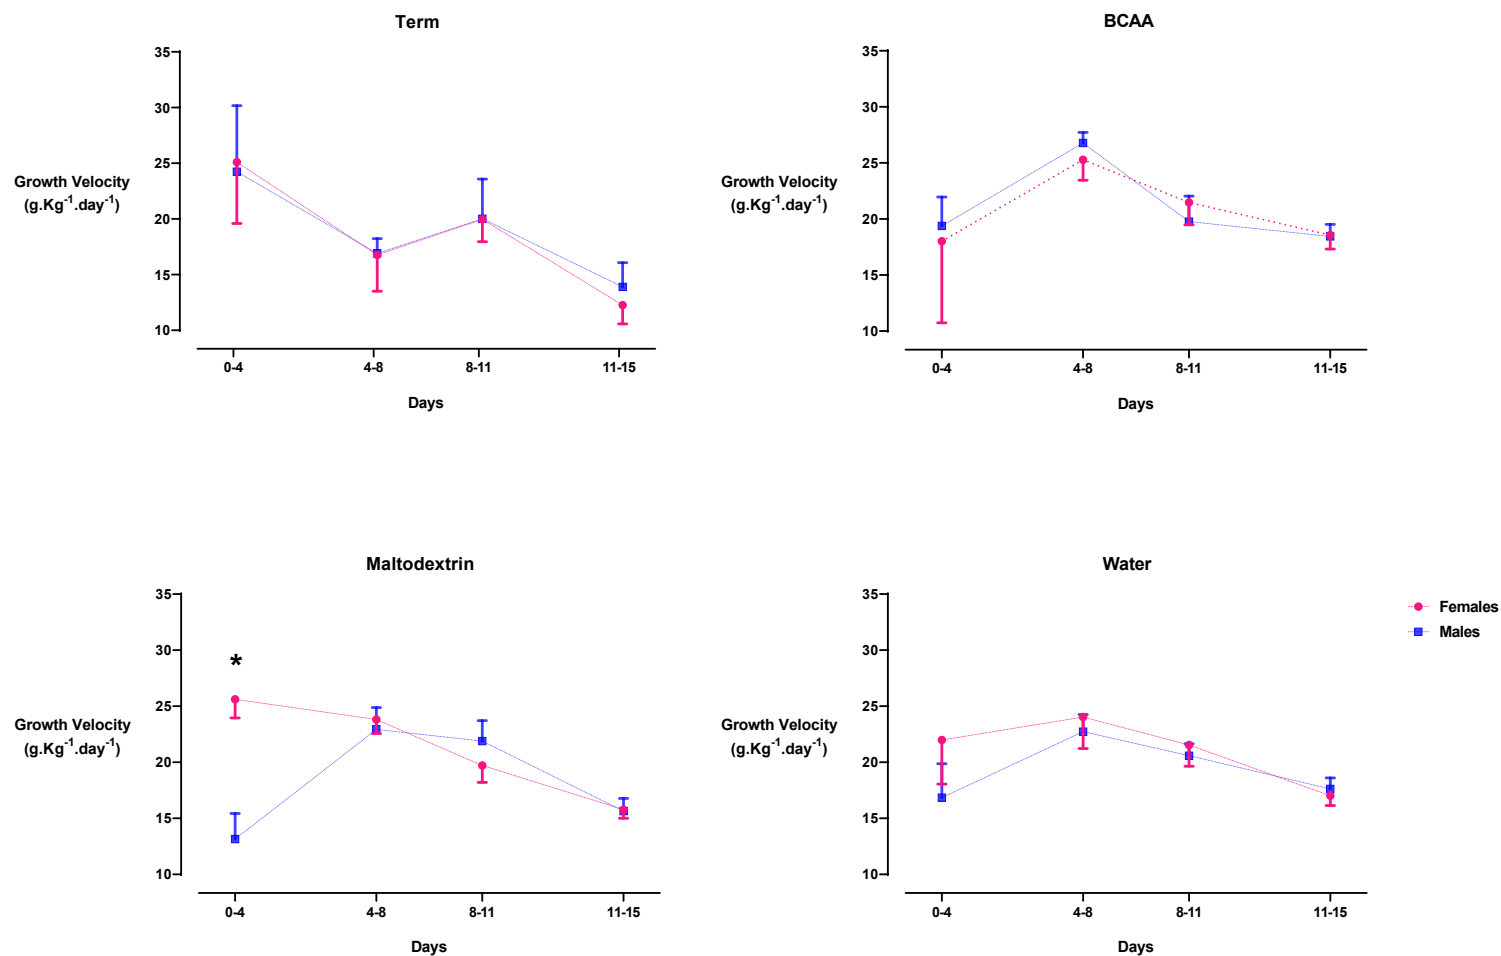 Term
35
30
25
20
15
10
Growth Velocity
(g.Kg⁻¹.day⁻¹)
0-4 4-8 8-11 11-15
Days
BCAA
35
30
25
20
15
10
Growth Velocity
(g.Kg⁻¹.day⁻¹)
0-4 4-8 8-11 11-15
Days
Maltodextrin
35
30
25
20
15
10
*
Growth Velocity
(g.Kg⁻¹.day⁻¹)
0-4 4-8 8-11 11-15
Days
Water
35
30
25
20
15
10
Growth Velocity
(g.Kg⁻¹.day⁻¹)
0-4 4-8 8-11 11-15
Days
Females
Males